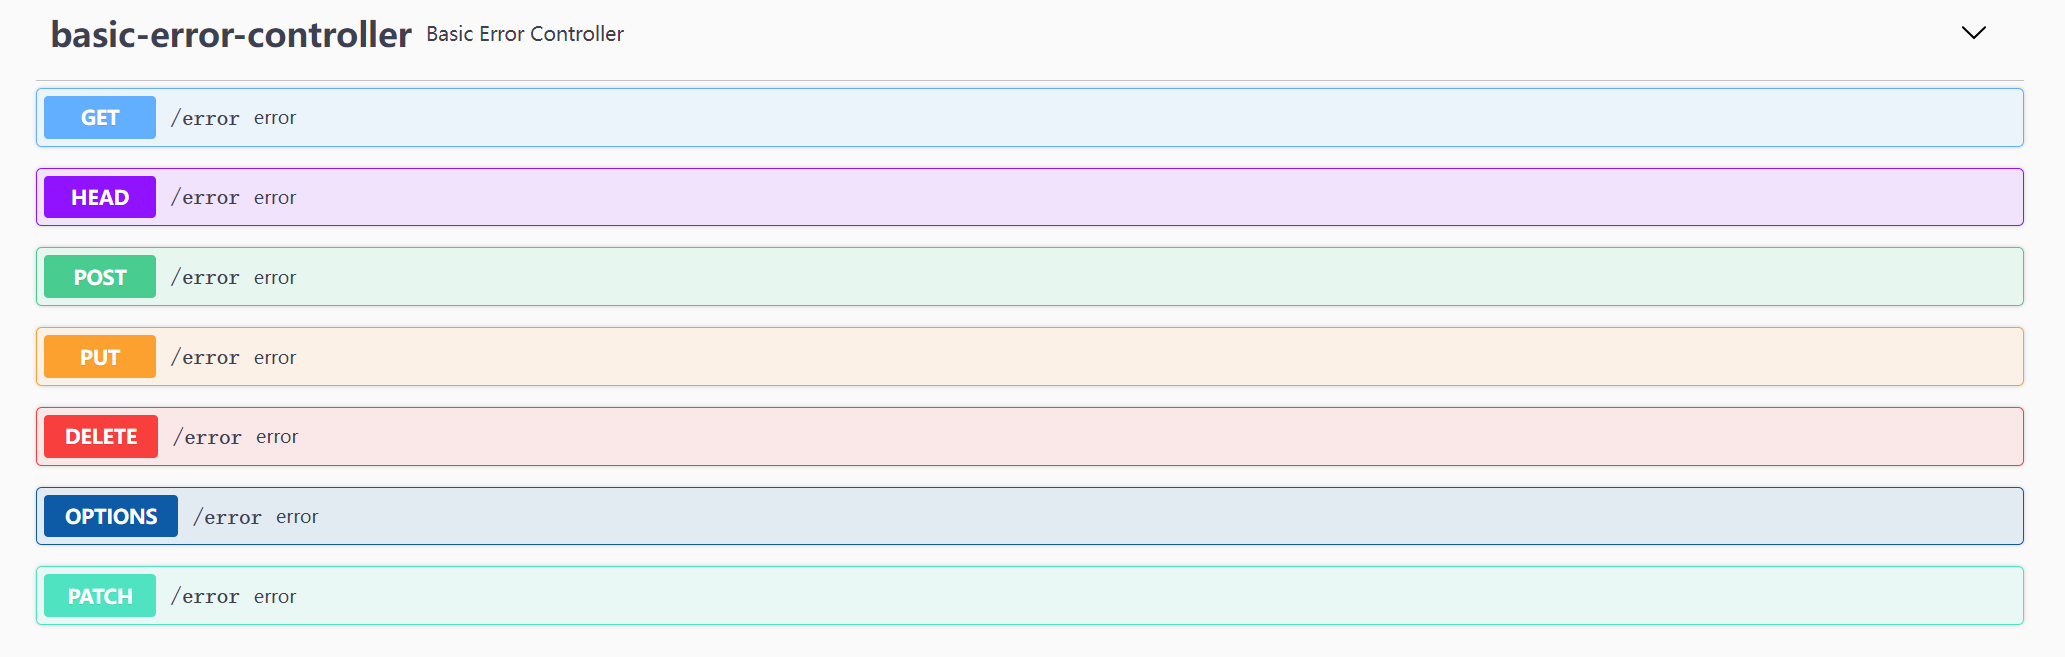 basic-error-controller Basic Error Controller
GET /error error
HEAD /error error
POST /error error
PUT /error error
DELETE /error error
OPTIONS /error error
PATCH /error error